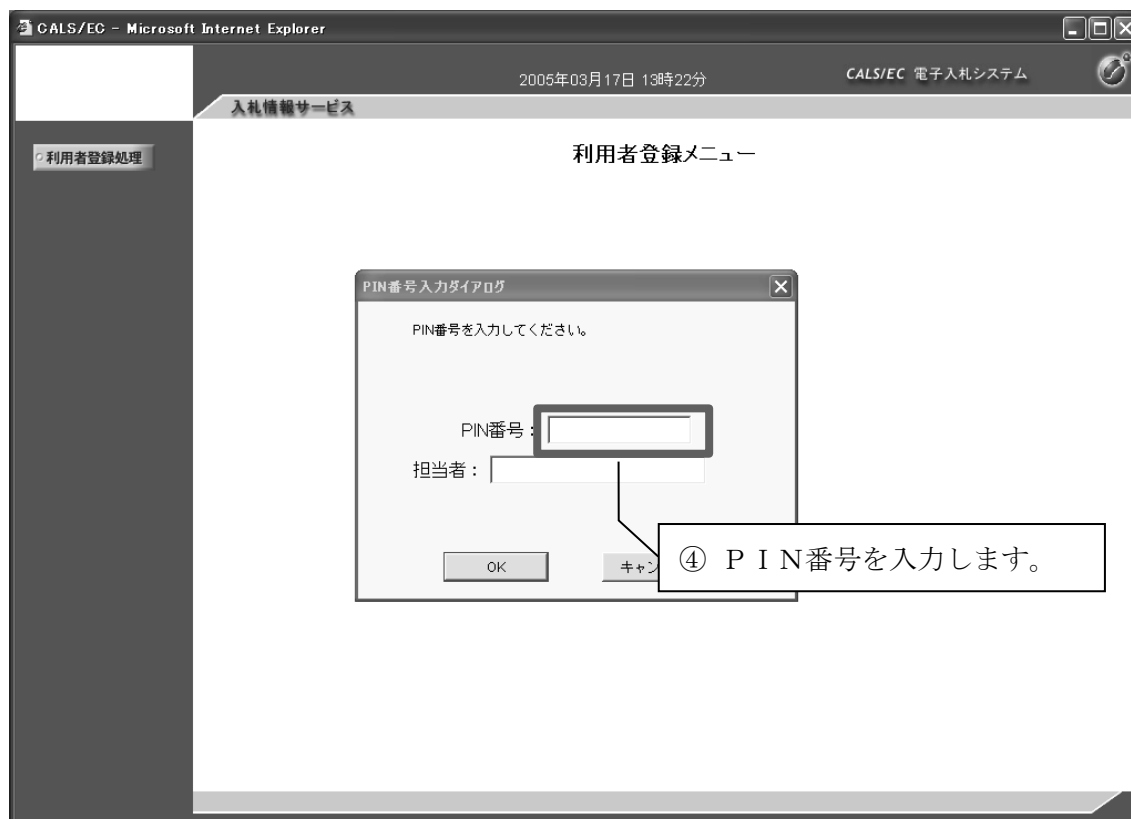 CALS/EC - Microsoft Internet Explorer
2005年03月17日 13時22分
CALS/EC 電子入札システム
入札情報サービス
利用者登録処理
利用者登録メニュー
PIN番号入力ダイアログ
PIN番号を入力してください。
PIN番号：
担当者：
OK
キャン
④ ＰＩＮ番号を入力します。